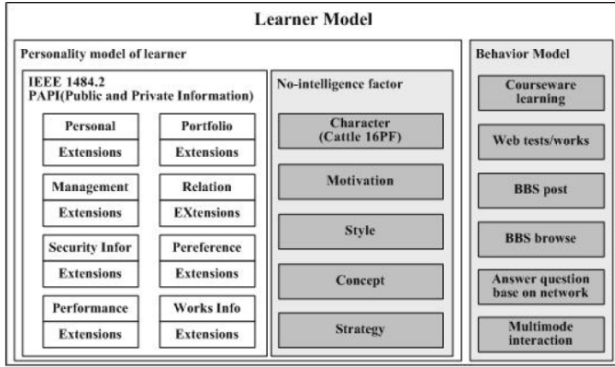 Learner Model
Personality model of learner
IEEE 1484.2
PAPI(Public and Private Information)
Personal
Extensions
Portfolio
Extensions
Management
Extensions
Relation
EXtensions
Security Infor
Extensions
Pereference
Extensions
Performance
Extensions
Works Info
Extensions
No-intelligence factor
Character
(Cattle 16PF)
Motivation
Style
Concept
Strategy
Behavior Model
Courseware
learning
Web tests/works
BBS post
BBS browse
Answer question
base on network
Multimode
interaction